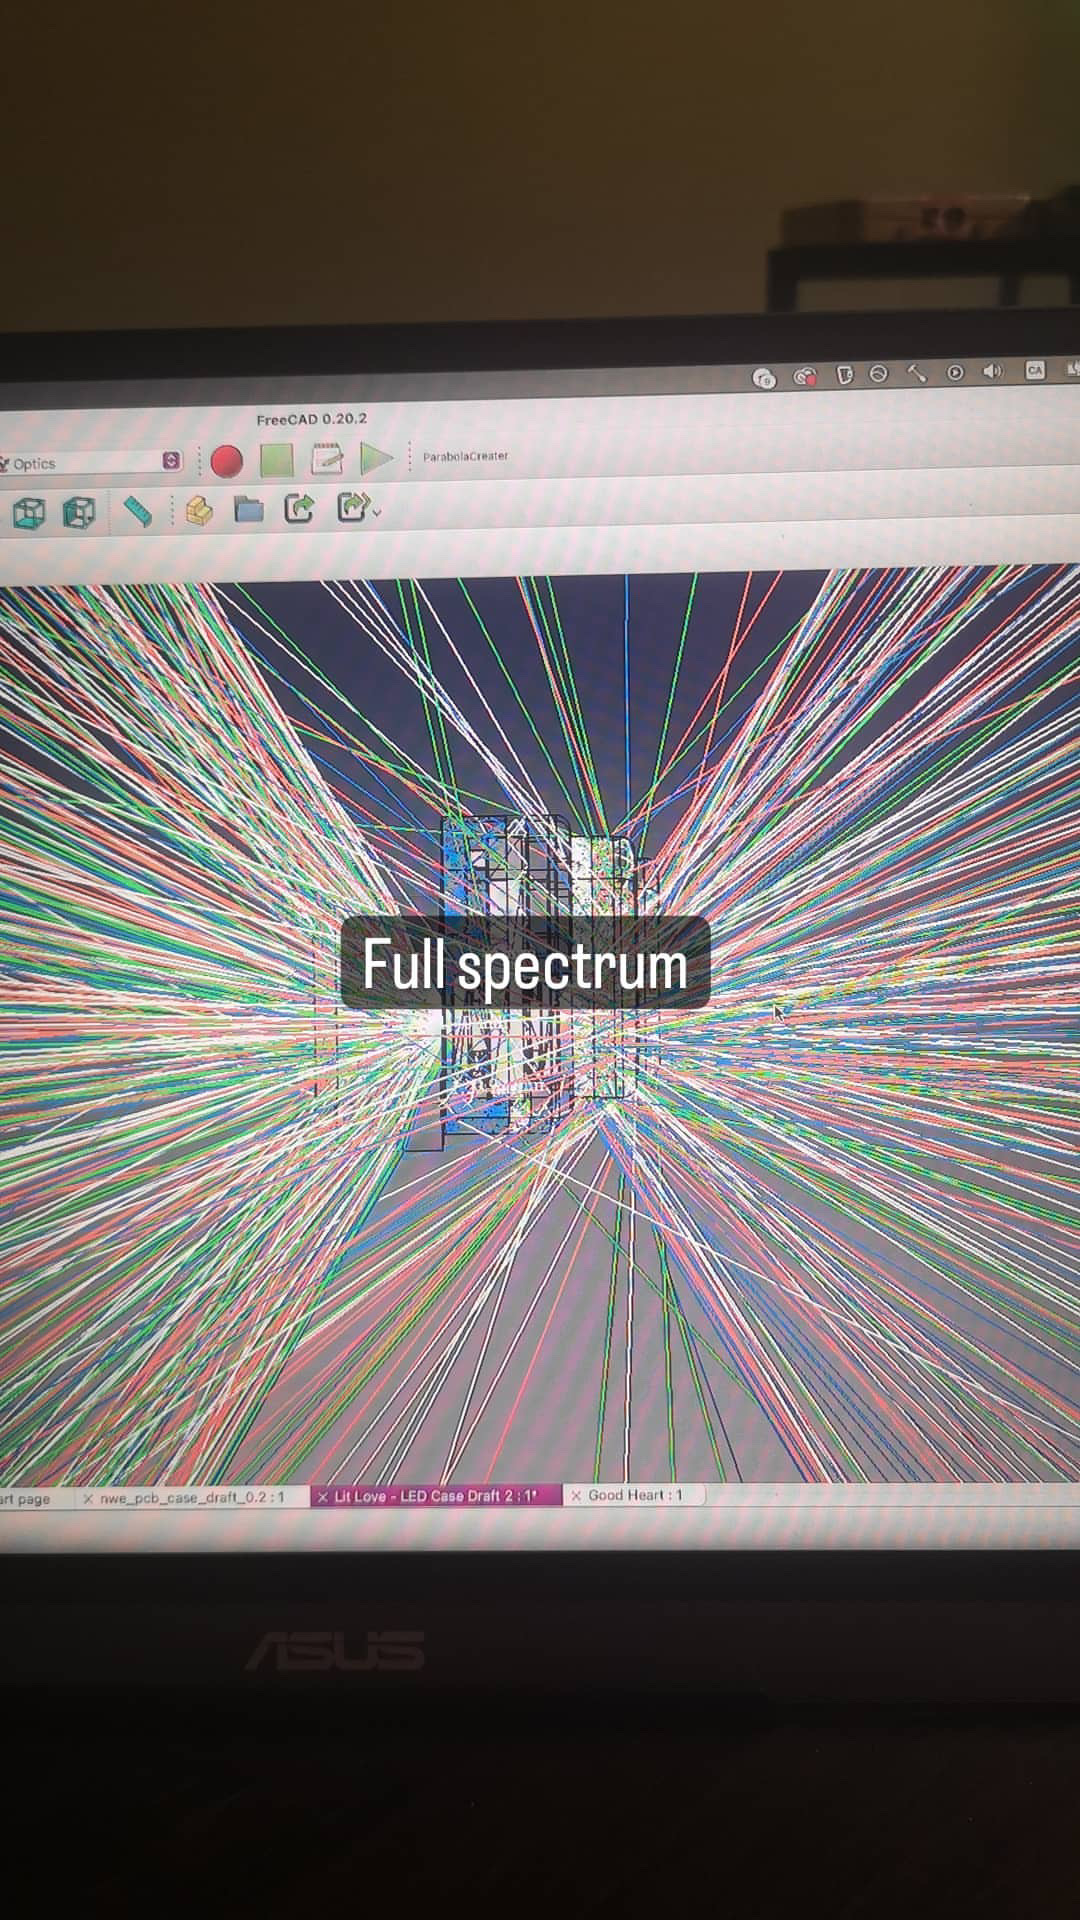 FreeCAD 0.20.2
Optics
ParabolaCreater
CA
Full spectrum
art page
nwe_pcb_case_draft_0.2 : 1
Lit Love - LED Case Draft 2 : 1*
Good Heart : 1
ASUS